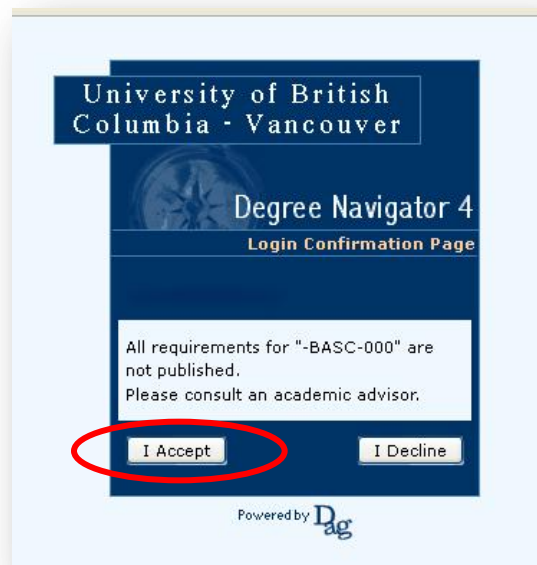 University of British
Columbia - Vancouver
Degree Navigator 4
Login Confirmation Page
All requirements for "-BASC-000" are
not published.
Please consult an academic advisor.
I Accept
I Decline
Powered by Dag